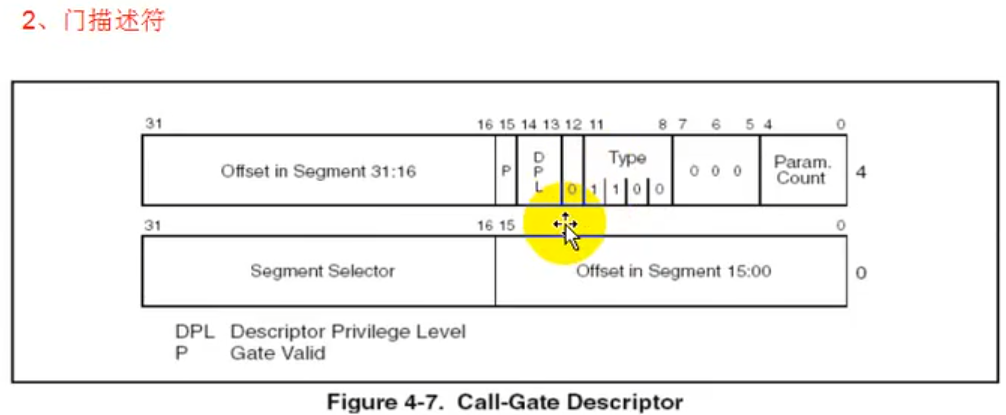 2、门描述符
31 16 15 14 13 12 11 8 7 6 5 4 0
Offset in Segment 31:16 P D P L 0 Type 1 1 0 0 0 0 0 Param. Count 4
31 16 15 0
Segment Selector Offset in Segment 15:00 0
DPL Descriptor Privilege Level
P Gate Valid
Figure 4-7. Call-Gate Descriptor